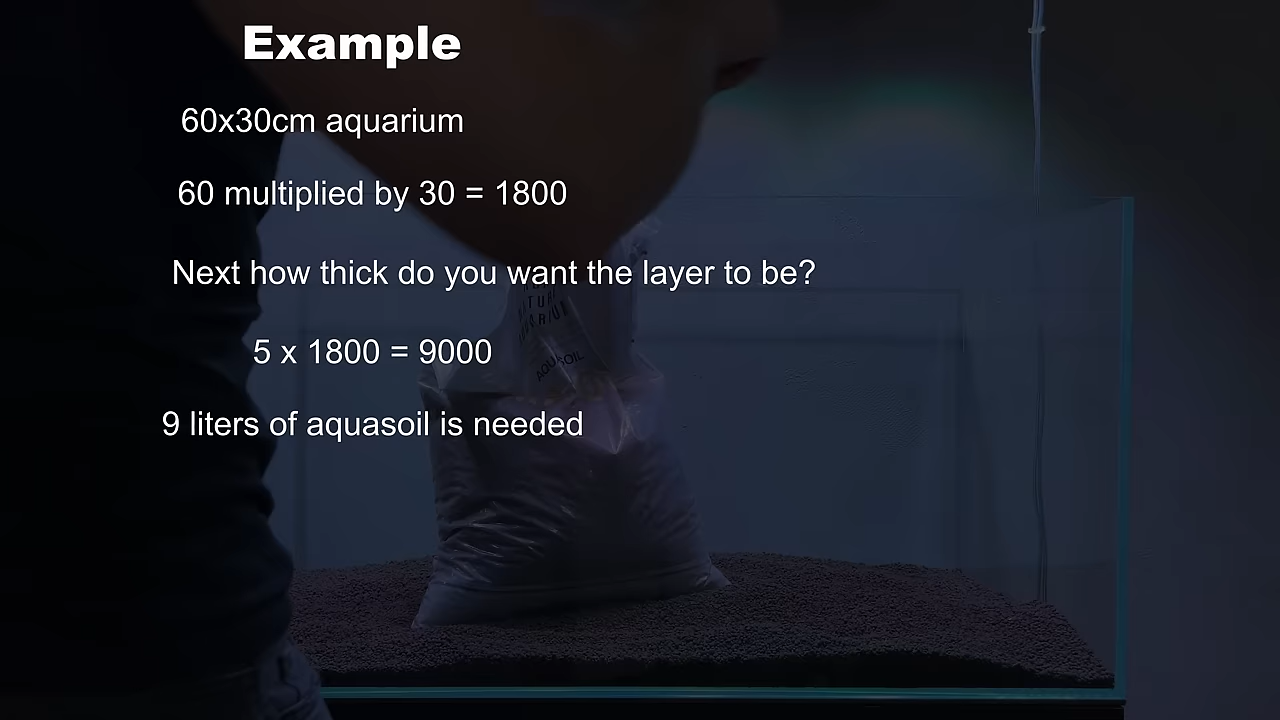 Example
60x30cm aquarium
60 multiplied by 30 = 1800
Next how thick do you want the layer to be?
5 x 1800 = 9000
9 liters of aquasoil is needed
AQUASOIL